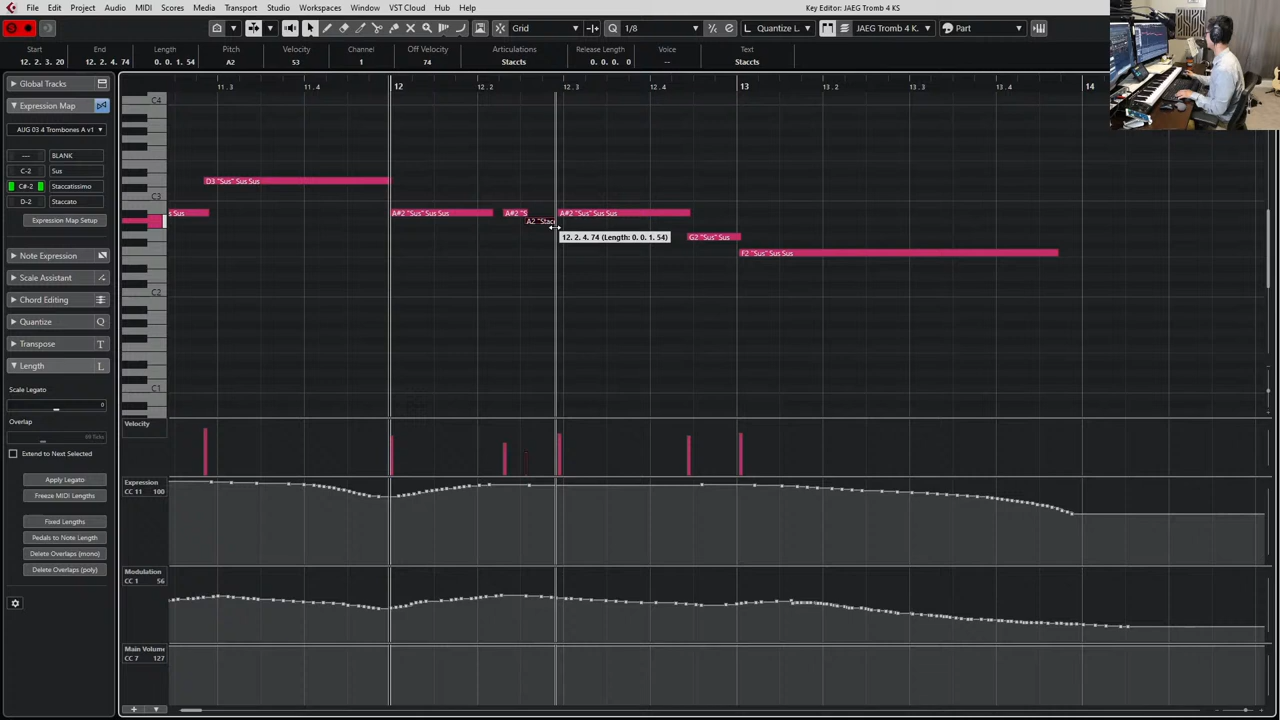 File Edit Project Audio MIDI Scores Media Transport Studio Workspaces Window VST Cloud Hub Help
Key Editor: JAEG Tromb 4 KS
Grid
1/8
Quantize L.
JAEG Tromb 4 K.
Part
Start End Length Pitch Velocity Channel Off Velocity Articulations Release Length Voice Text
12. 2. 3. 20 12. 2. 4. 74 0. 0. 1. 54 A2 53 1 74 Staccts 0. 0. 0. 0 -- Staccts
Global Tracks
Expression Map
AUG 03 4 Trombones A v1
--- BLANK
C-2 Sus
C#-2 Staccatissimo
D-2 Staccato
Expression Map Setup
Note Expression
Scale Assistant
Chord Editing
Quantize Q
Transpose T
Length L
Scale Legato
0
Overlap
Extend to Next Selected
Apply Legato
Freeze MIDI Lengths
Fixed Lengths
Pedals to Note Length
Delete Overlaps (mono)
Delete Overlaps (poly)
11. 3 11. 4 12 12. 2 12. 3 12. 4 13 13. 2 13. 3 13. 4 14
C4
D3 "Sus" Sus Sus
C3
s Sus
A#2 "Sus" Sus Sus
A#2 "S
A#2 "Sus" Sus Sus
A2 "Stacc
12. 2. 4. 74 (Length: 0. 0. 1. 54)
G2 "Sus" Sus
F2 "Sus" Sus Sus
C2
C1
Velocity
Expression
CC 11 100
Modulation
CC 1 56
Main Volume
CC 7 127